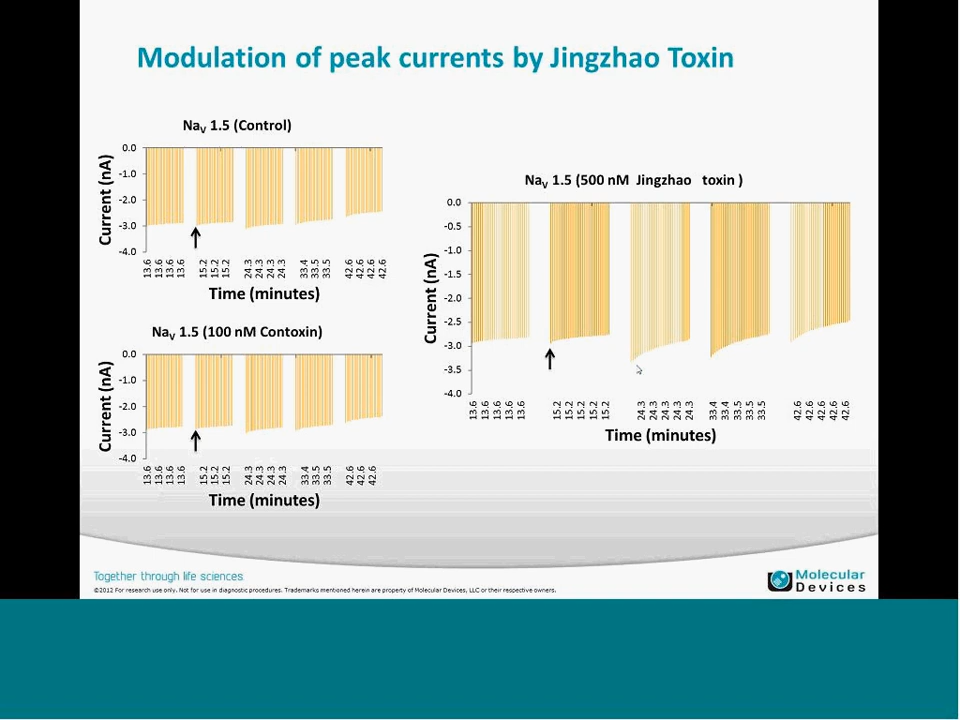 Modulation of peak currents by Jingzhao Toxin
NaV 1.5 (Control)
0.0
-1.0
-2.0
-3.0
-4.0
Current (nA)
13.6 13.6 13.6 13.6 15.2 15.2 15.2 24.3 24.3 24.3 24.3 33.4 33.5 33.5 42.6 42.6 42.6 42.6
Time (minutes)
NaV 1.5 (100 nM Contoxin)
0.0
-1.0
-2.0
-3.0
-4.0
Current (nA)
13.6 13.6 13.6 13.6 15.2 15.2 15.2 24.3 24.3 24.3 24.3 33.4 33.5 33.5 42.6 42.6 42.6
Time (minutes)
NaV 1.5 (500 nM Jingzhao toxin )
0.0
-0.5
-1.0
-1.5
-2.0
-2.5
-3.0
-3.5
-4.0
Current (nA)
13.6 13.6 13.6 13.6 13.6 15.2 15.2 15.2 15.2 15.2 24.3 24.3 24.3 24.3 24.3 33.4 33.4 33.5 33.5 33.5 42.6 42.6 42.6 42.6 42.6
Time (minutes)
Together through life sciences
©2012 For research use only. Not for use in diagnostic procedures. Trademarks mentioned herein are property of Molecular Devices, LLC or their respective owners.
Molecular
Devices